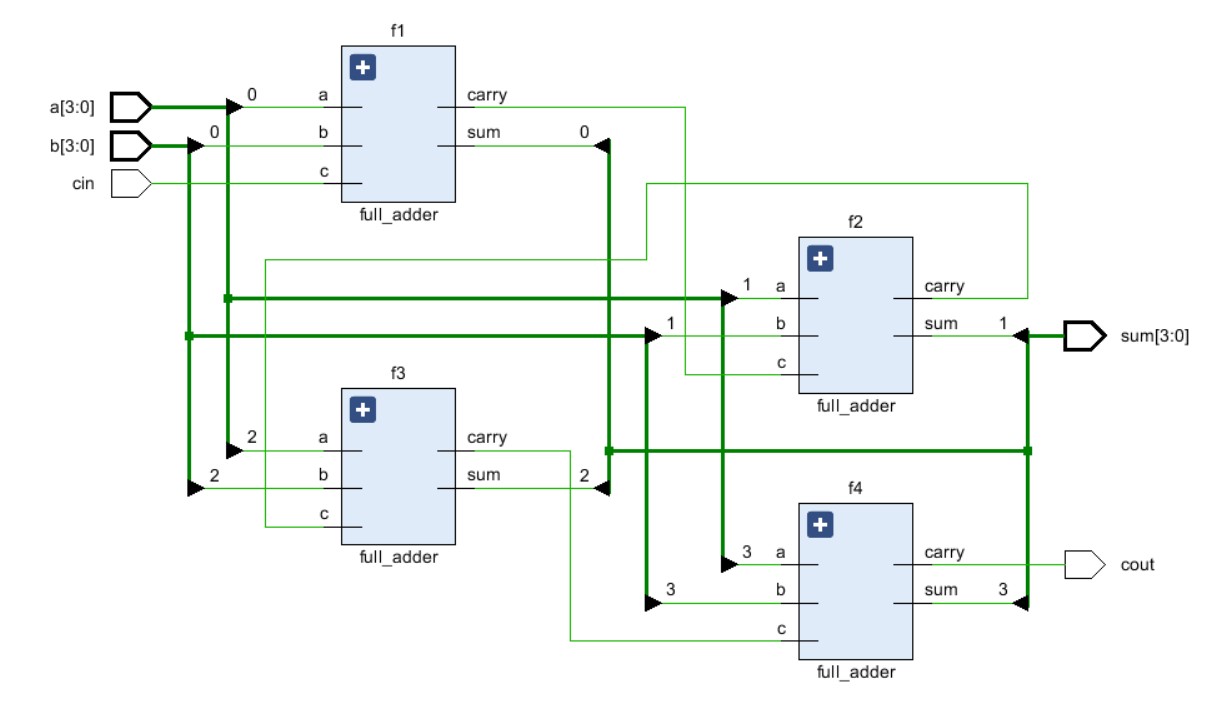 f1
a[3:0]
0
a
carry
b[3:0]
0
b
sum
0
cin
c
full_adder
f2
1
a
carry
1
b
sum
1
sum[3:0]
c
full_adder
f3
2
a
carry
2
b
sum
2
c
full_adder
f4
3
a
carry
cout
3
b
sum
3
c
full_adder